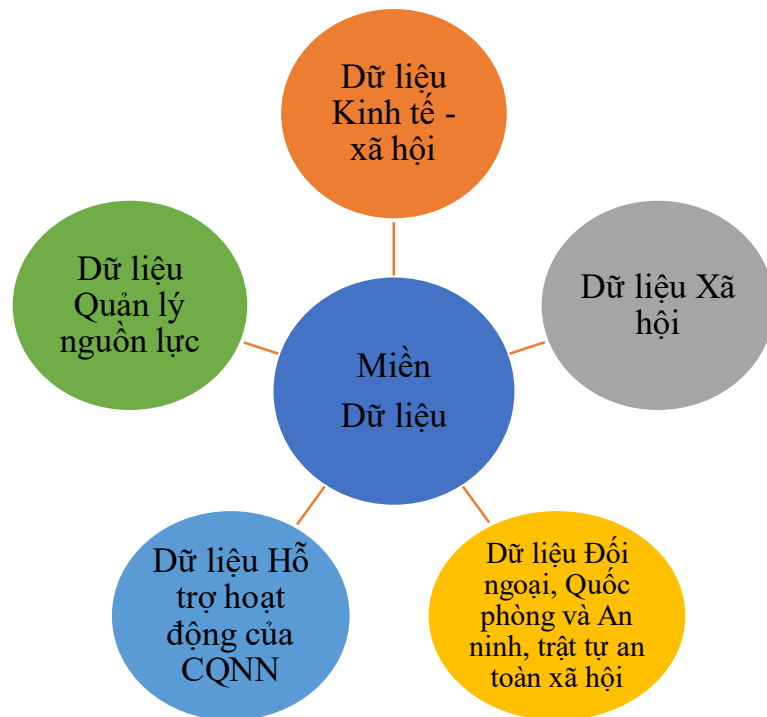 Dữ liệu
Kinh tế -
xã hội
Dữ liệu
Quản lý
nguồn lực
Dữ liệu Xã
hội
Miền
Dữ liệu
Dữ liệu Hỗ
trợ hoạt
động của
CQNN
Dữ liệu Đối
ngoại, Quốc
phòng và An
ninh, trật tự an
toàn xã hội